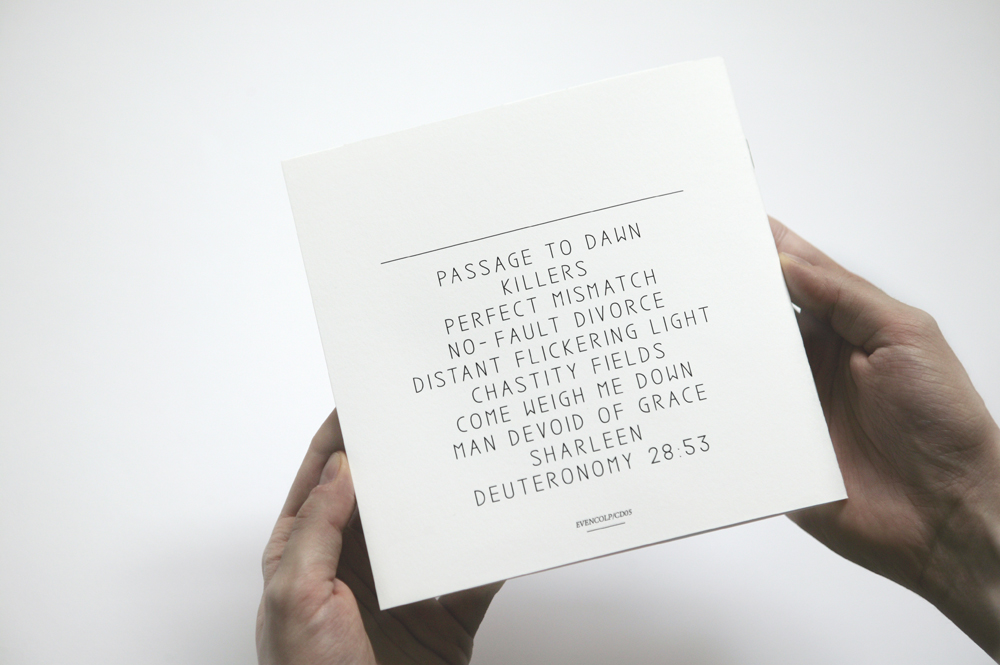 PASSAGE TO DAWN
KILLERS
PERFECT MISMATCH
NO-FAULT DIVORCE
DISTANT FLICKERING LIGHT
CHASTITY FIELDS
COME WEIGH ME DOWN
MAN DEVOID OF GRACE
SHARLEEN
DEUTERONOMY 28:53
EVENCOLP/CD05